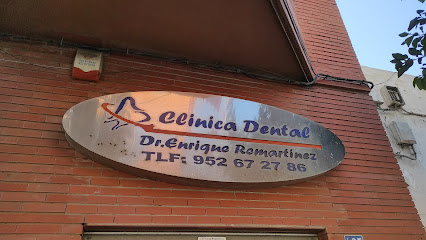 Clinica Dental
Dr.Enrique Romartinez
TLF: 952 67 27 86